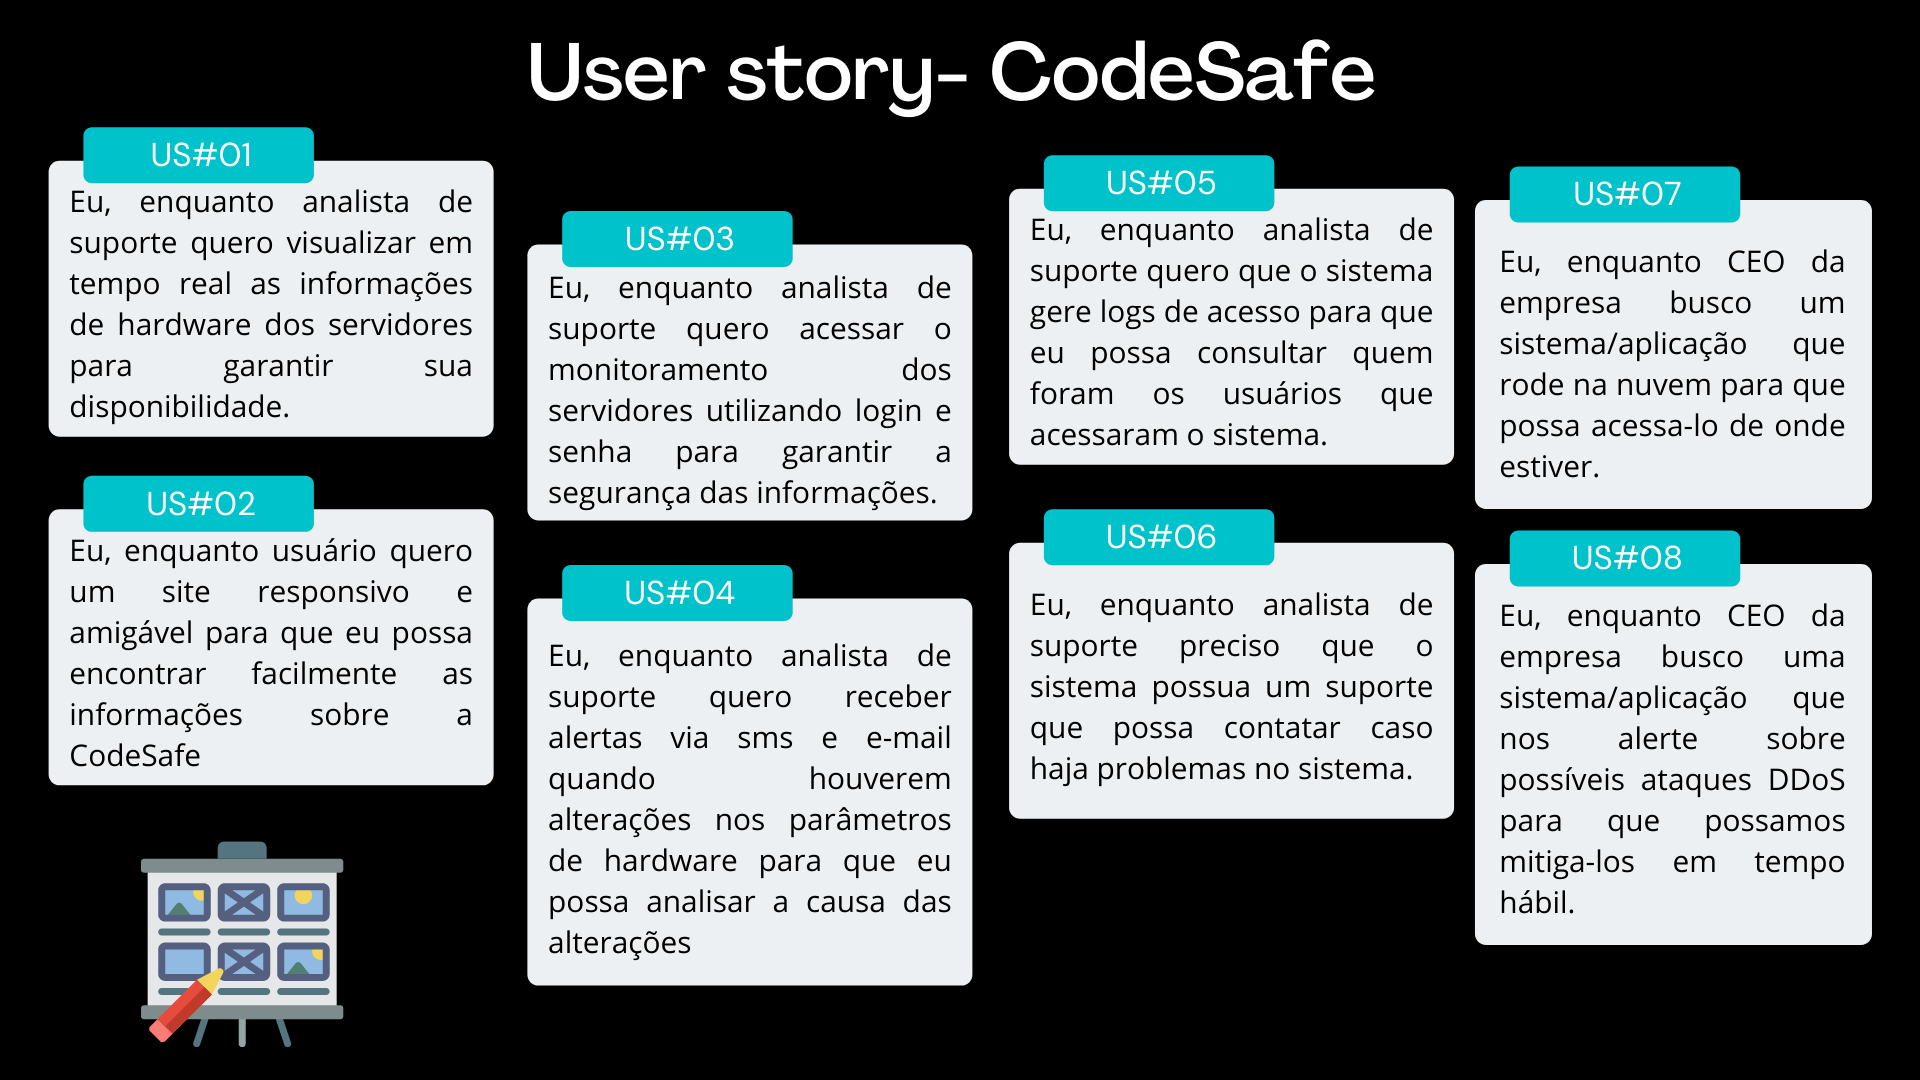 User story- CodeSafe
US#01
Eu, enquanto analista de
suporte quero visualizar em
tempo real as informações
de hardware dos servidores
para garantir sua
disponibilidade.
US#02
Eu, enquanto usuário quero
um site responsivo e
amigável para que eu possa
encontrar facilmente as
informações sobre a
CodeSafe
US#03
Eu, enquanto analista de
suporte quero acessar o
monitoramento dos
servidores utilizando login e
senha para garantir a
segurança das informações.
US#04
Eu, enquanto analista de
suporte quero receber
alertas via sms e e-mail
quando houverem
alterações nos parâmetros
de hardware para que eu
possa analisar a causa das
alterações
US#05
Eu, enquanto analista de
suporte quero que o sistema
gere logs de acesso para que
eu possa consultar quem
foram os usuários que
acessaram o sistema.
US#06
Eu, enquanto analista de
suporte preciso que o
sistema possua um suporte
que possa contatar caso
haja problemas no sistema.
US#07
Eu, enquanto CEO da
empresa busco um
sistema/aplicação que
rode na nuvem para que
possa acessa-lo de onde
estiver.
US#08
Eu, enquanto CEO da
empresa busco uma
sistema/aplicação que
nos alerte sobre
possíveis ataques DDoS
para que possamos
mitiga-los em tempo
hábil.